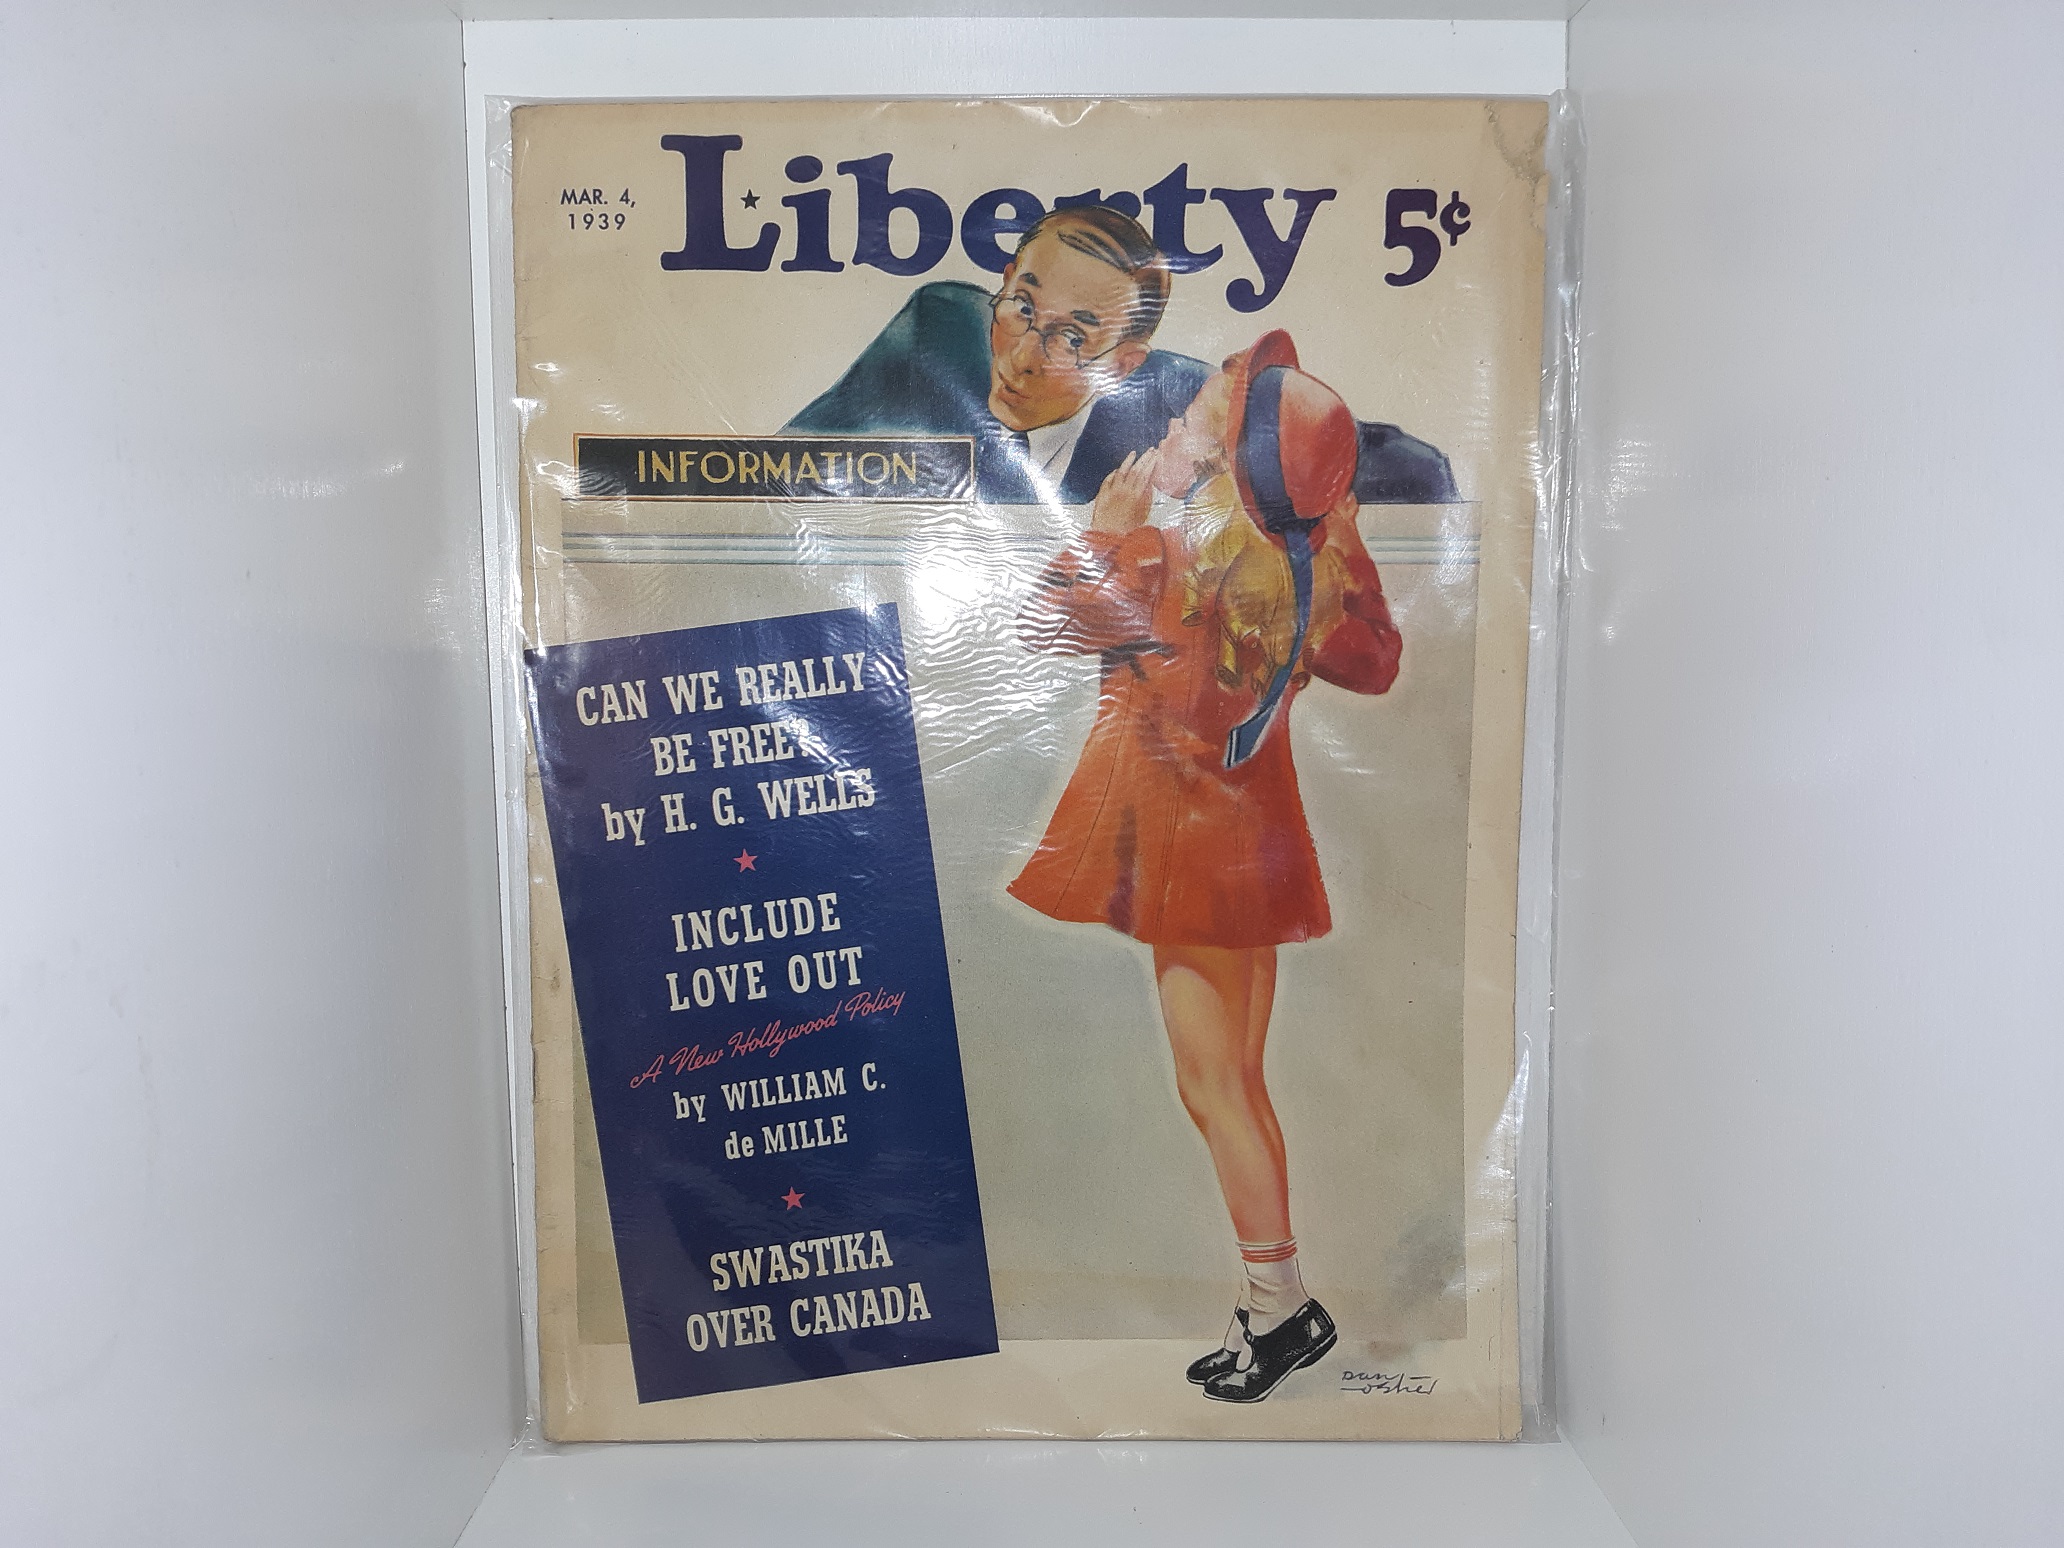 MAR. 4,
1939
Liberty 5¢
INFORMATION
CAN WE REALLY
BE FREE?
by H. G. WELLS
INCLUDE
LOVE OUT
A New Hollywood Policy
by WILLIAM C.
de MILLE
SWASTIKA
OVER CANADA